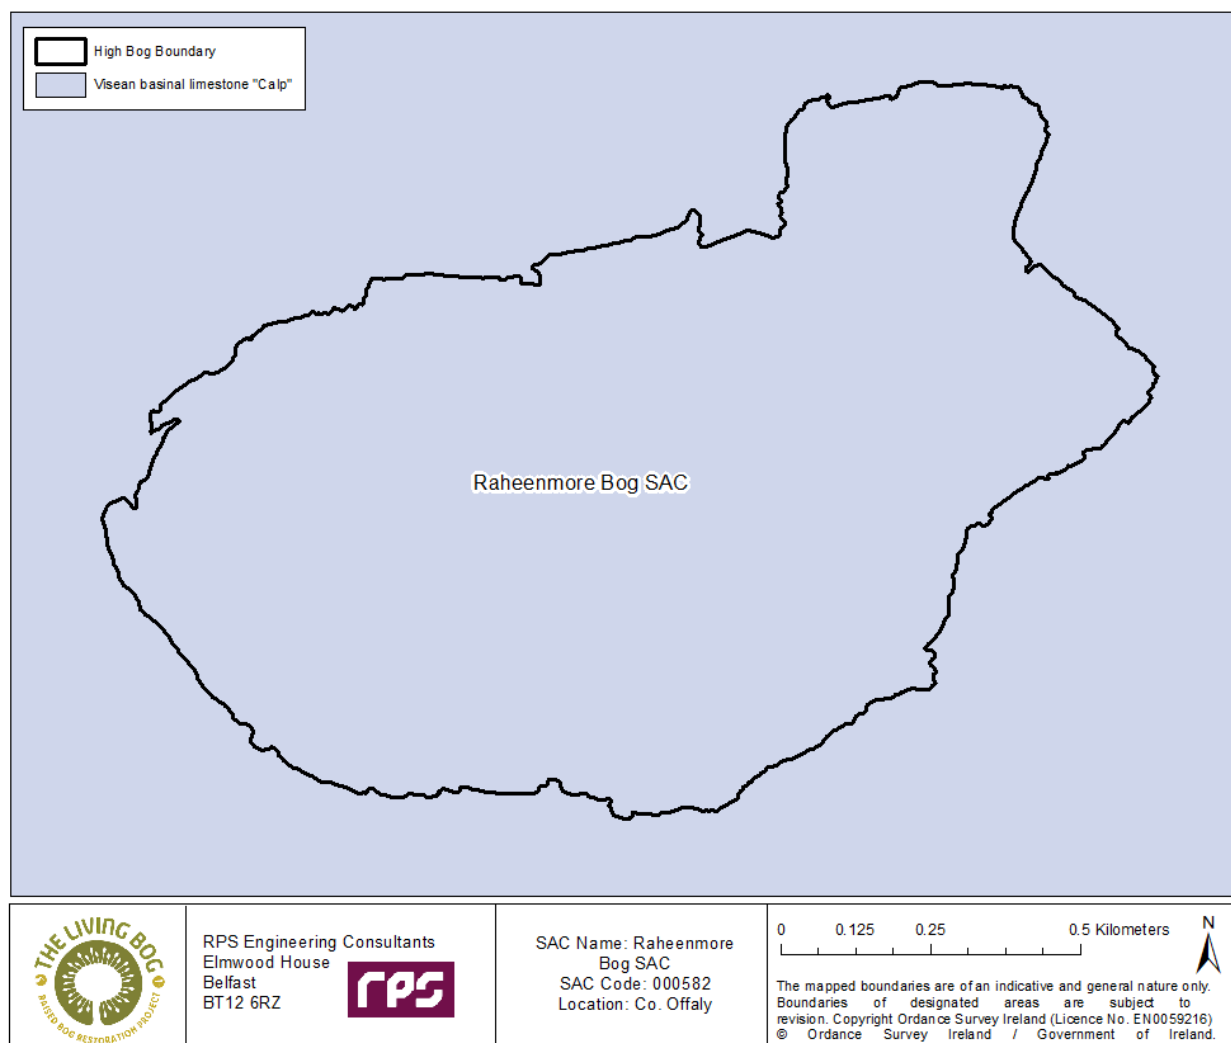 High Bog Boundary
Visean basinal limestone "Calp"
Raheenmore Bog SAC
THE LIVING BOG
RAISED BOG RESTORATION PROJECT
RPS Engineering Consultants
Elmwood House
Belfast
BT12 6RZ
rps
SAC Name: Raheenmore
Bog SAC
SAC Code: 000582
Location: Co. Offaly
0 0.125 0.25 0.5 Kilometers
N
The mapped boundaries are of an indicative and general nature only.
Boundaries of designated areas are subject to
revision. Copyright Ordance Survey Ireland (Licence No. EN0059216)
© Ordance Survey Ireland / Government of Ireland.